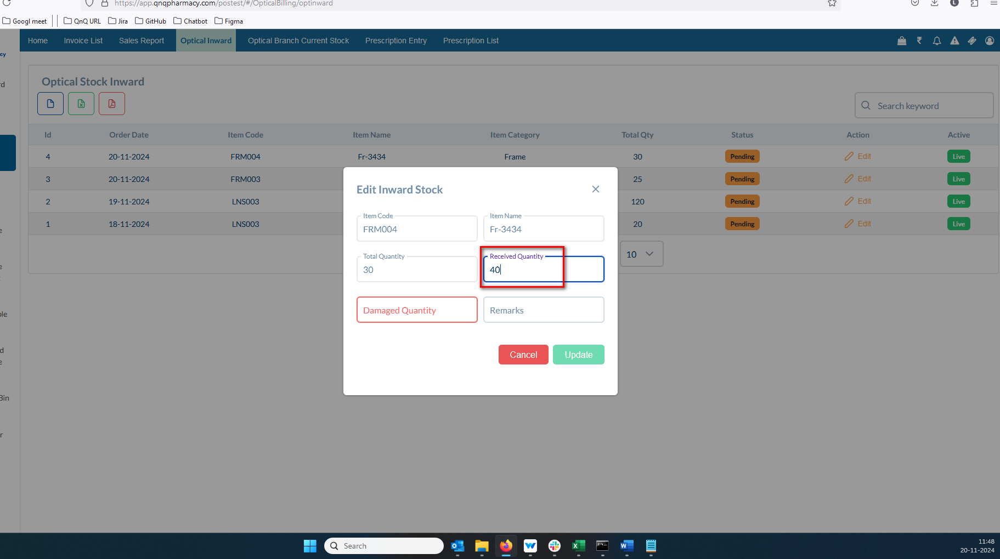 https://app.qnqpharmacy.com/postest/#/OpticalBilling/optinward
L
Googl meet QnQ URL Jira GitHub Chatbot Figma
Home Invoice List Sales Report Optical Inward Optical Branch Current Stock Prescription Entry Prescription List
cy
rd
Optical Stock Inward
Search keyword
Id Order Date Item Code Item Name Item Category Total Qty Status Action Active
4 20-11-2024 FRM004 Fr-3434 Frame 30 Pending Edit Live
3 20-11-2024 FRM003 25 Pending Edit Live
2 19-11-2024 LNS003 120 Pending Edit Live
1 18-11-2024 LNS003 20 Pending Edit Live
10
Edit Inward Stock
Item Code
FRM004
Item Name
Fr-3434
Total Quantity
30
Received Quantity
40
Damaged Quantity
Remarks
Cancel Update
e
e
ple
d
e
Bin
r
Search
11:48
20-11-2024